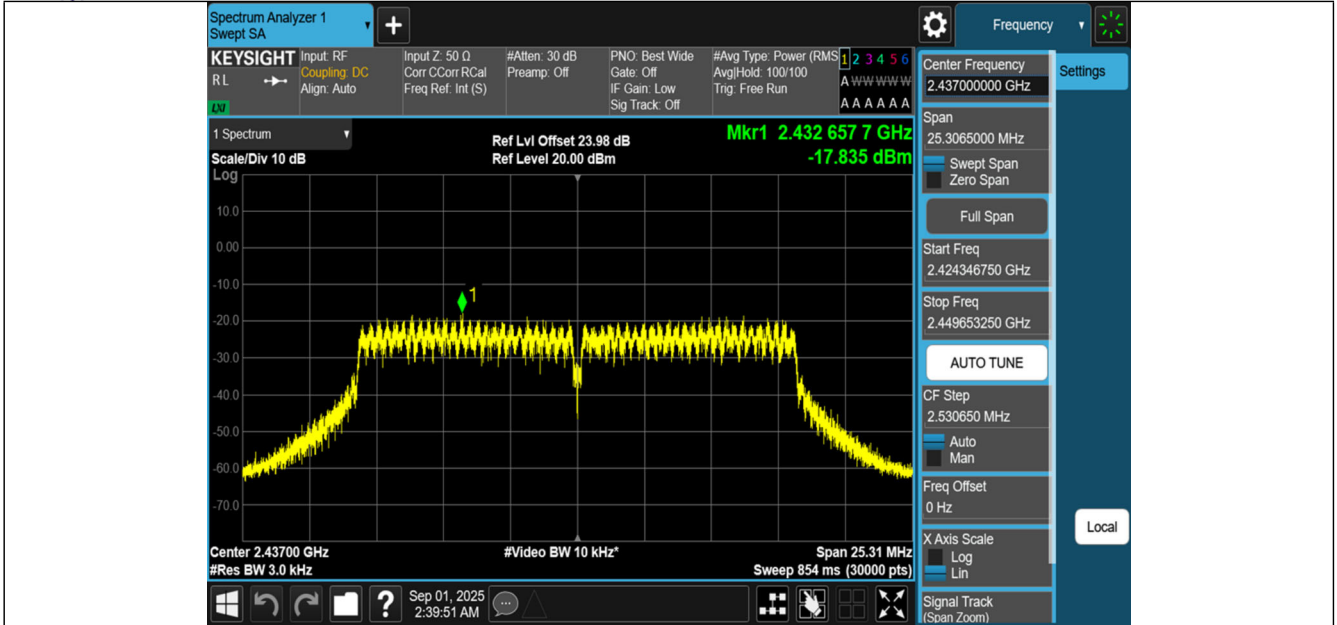 Spectrum Analyzer 1
Swept SA
+
Frequency
KEYSIGHT
RL
LXI
Input: RF
Coupling: DC
Align: Auto
Input Z: 50 Ω
Corr CCorr RCal
Freq Ref: Int (S)
#Atten: 30 dB
Preamp: Off
PNO: Best Wide
Gate: Off
IF Gain: Low
Sig Track: Off
#Avg Type: Power (RMS
Avg|Hold: 100/100
Trig: Free Run
1 2 3 4 5 6
A W W W W W
A A A A A A
1 Spectrum
Scale/Div 10 dB
Ref Lvl Offset 23.98 dB
Ref Level 20.00 dBm
Mkr1 2.432 657 7 GHz
-17.835 dBm
Log
10.0
0.00
-10.0
1
-20.0
-30.0
-40.0
-50.0
-60.0
-70.0
Center 2.43700 GHz
#Res BW 3.0 kHz
#Video BW 10 kHz*
Span 25.31 MHz
Sweep 854 ms (30000 pts)
Center Frequency
2.437000000 GHz
Settings
Span
25.3065000 MHz
Swept Span
Zero Span
Full Span
Start Freq
2.424346750 GHz
Stop Freq
2.449653250 GHz
AUTO TUNE
CF Step
2.530650 MHz
Auto
Man
Freq Offset
0 Hz
X Axis Scale
Log
Lin
Local
Signal Track
(Span Zoom)
?
Sep 01, 2025
2:39:51 AM